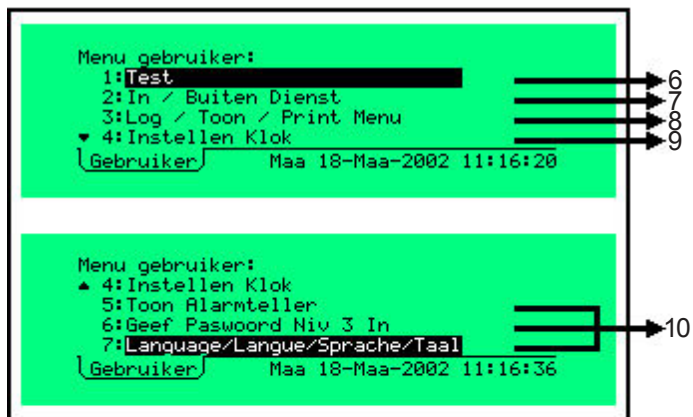 Menu gebruiker:
1:Test
6
2:In / Buiten Dienst
7
3:Log / Toon / Print Menu
8
▼ 4:Instellen Klok
9
Gebruiker Maa 18-Maa-2002 11:16:20
Menu gebruiker:
▲ 4:Instellen Klok
5:Toon Alarmteller
6:Geef Paswoord Niv 3 In
10
7:Language/Langue/Sprache/Taal
Gebruiker Maa 18-Maa-2002 11:16:36